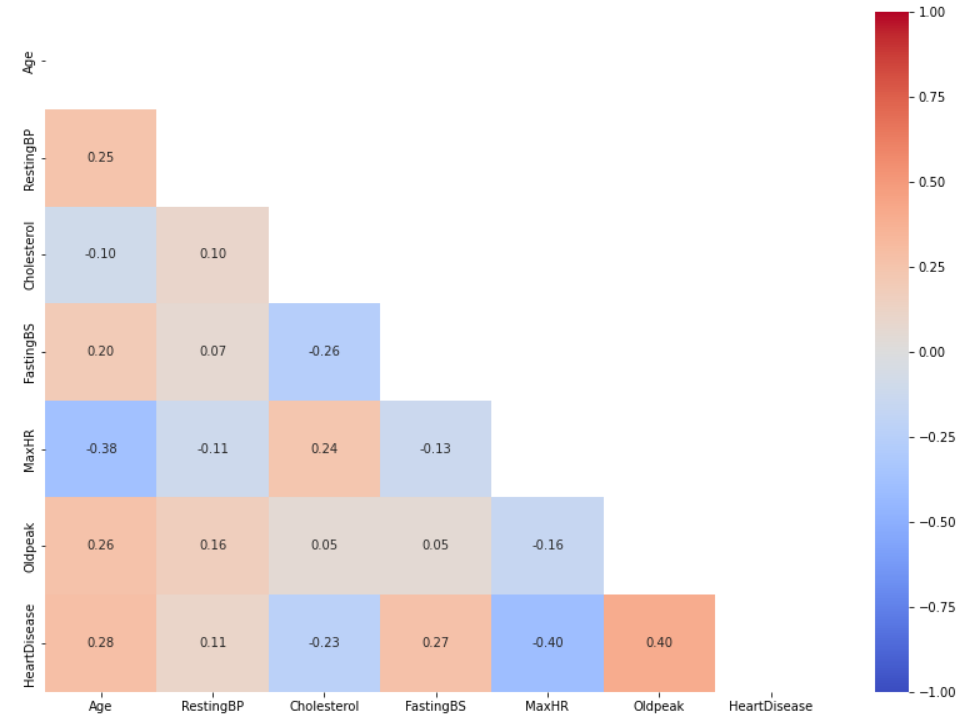 1.00
Age
0.75
RestingBP
0.25
0.50
Cholesterol
-0.10 0.10
0.25
FastingBS
0.20 0.07 -0.26
0.00
MaxHR
-0.38 -0.11 0.24 -0.13
−0.25
Oldpeak
0.26 0.16 0.05 0.05 -0.16
−0.50
HeartDisease
0.28 0.11 -0.23 0.27 -0.40 0.40
−0.75
−1.00
Age RestingBP Cholesterol FastingBS MaxHR Oldpeak HeartDisease